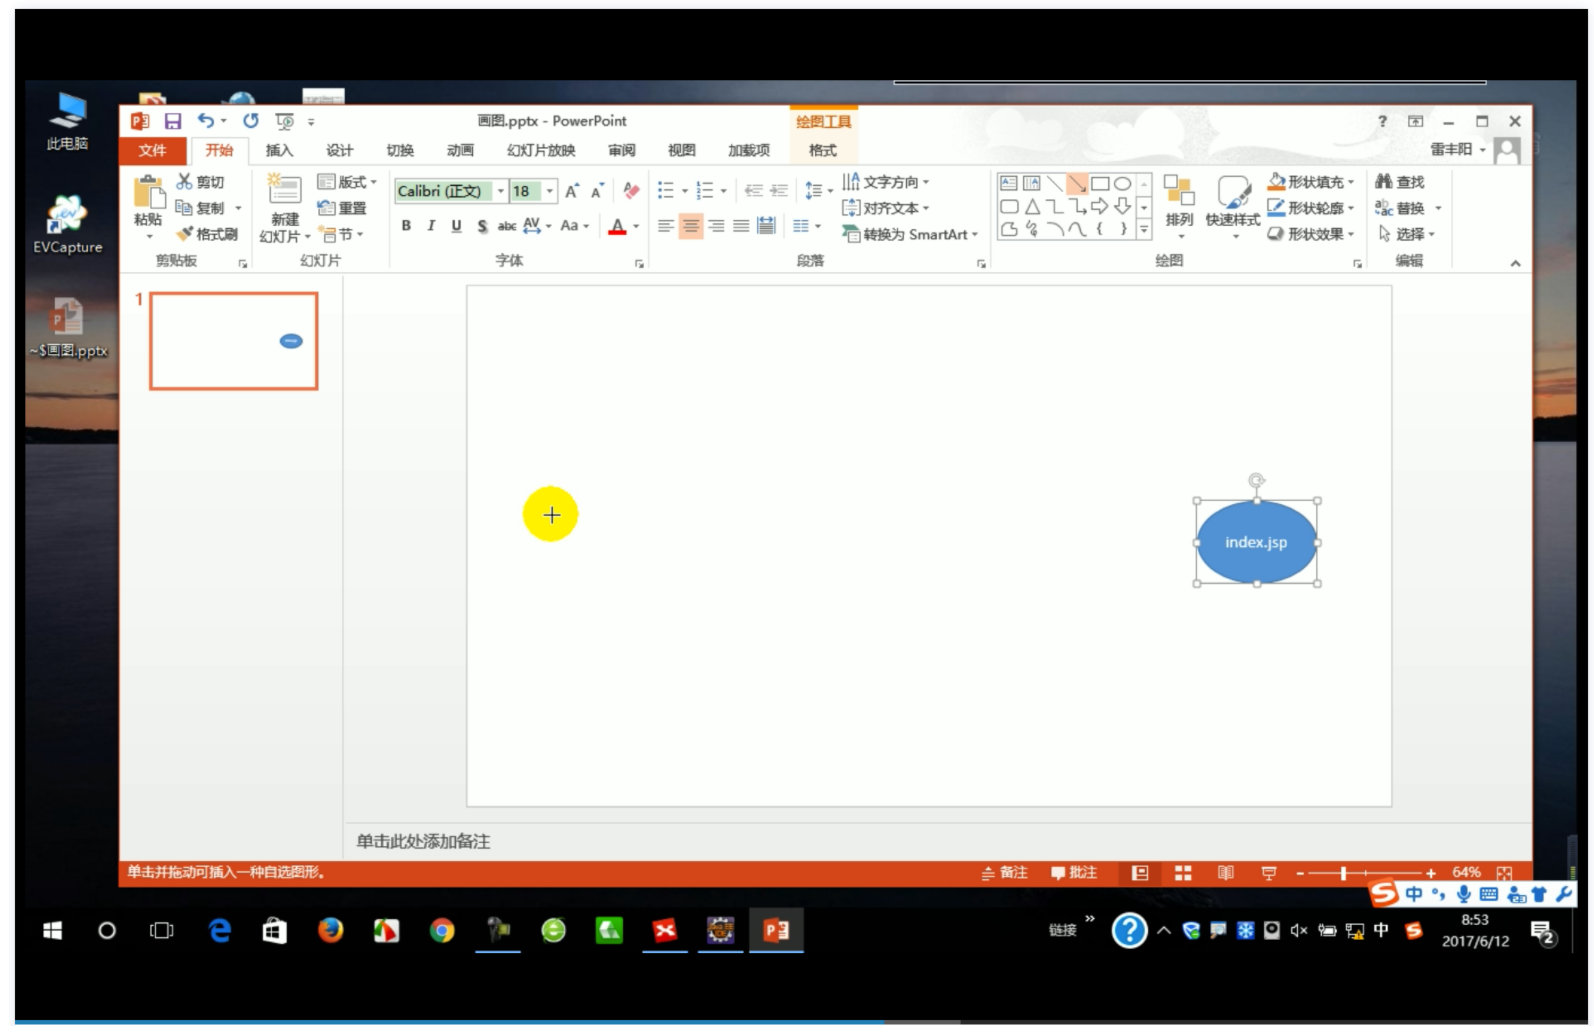 此电脑
EVCapture
~$画图.pptx
画图.pptx - PowerPoint
绘图工具
?
文件 开始 插入 设计 切换 动画 幻灯片放映 审阅 视图 加载项 格式
雷丰阳
粘贴
剪切
复制
格式刷
剪贴板
新建
幻灯片
版式
重置
节
幻灯片
Calibri (正文) 18
B I U S abc AV Aa A
字体
文字方向
对齐文本
转换为 SmartArt
段落
排列
快速样式
形状填充
形状轮廓
形状效果
绘图
查找
替换
选择
编辑
1
index.jsp
单击此处添加备注
单击并拖动可插入一种自选图形。
备注 批注 64%
中
链接
中
8:53
2017/6/12
2